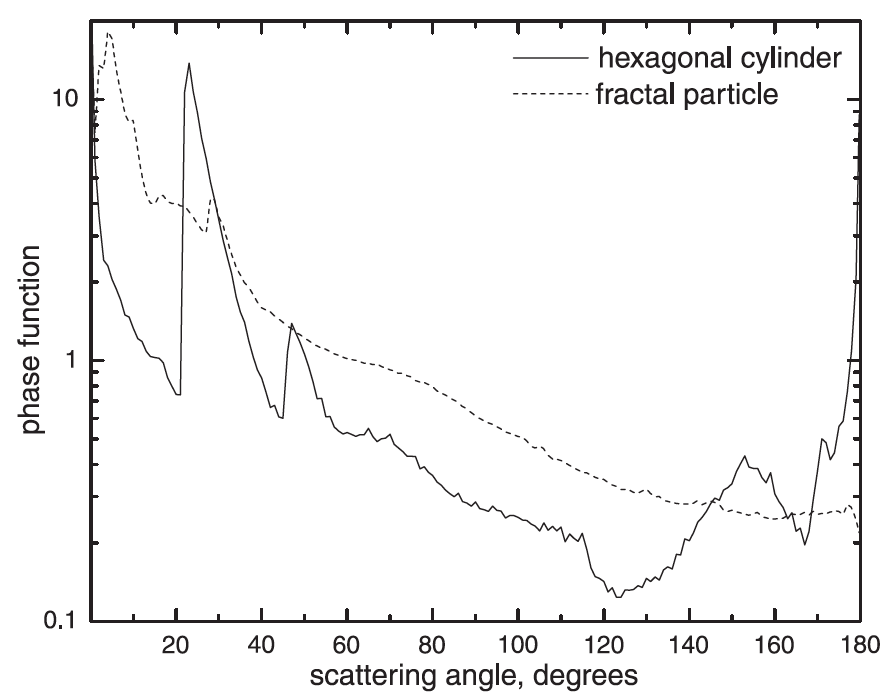 hexagonal cylinder
fractal particle
10
1
0.1
phase function
20 40 60 80 100 120 140 160 180
scattering angle, degrees